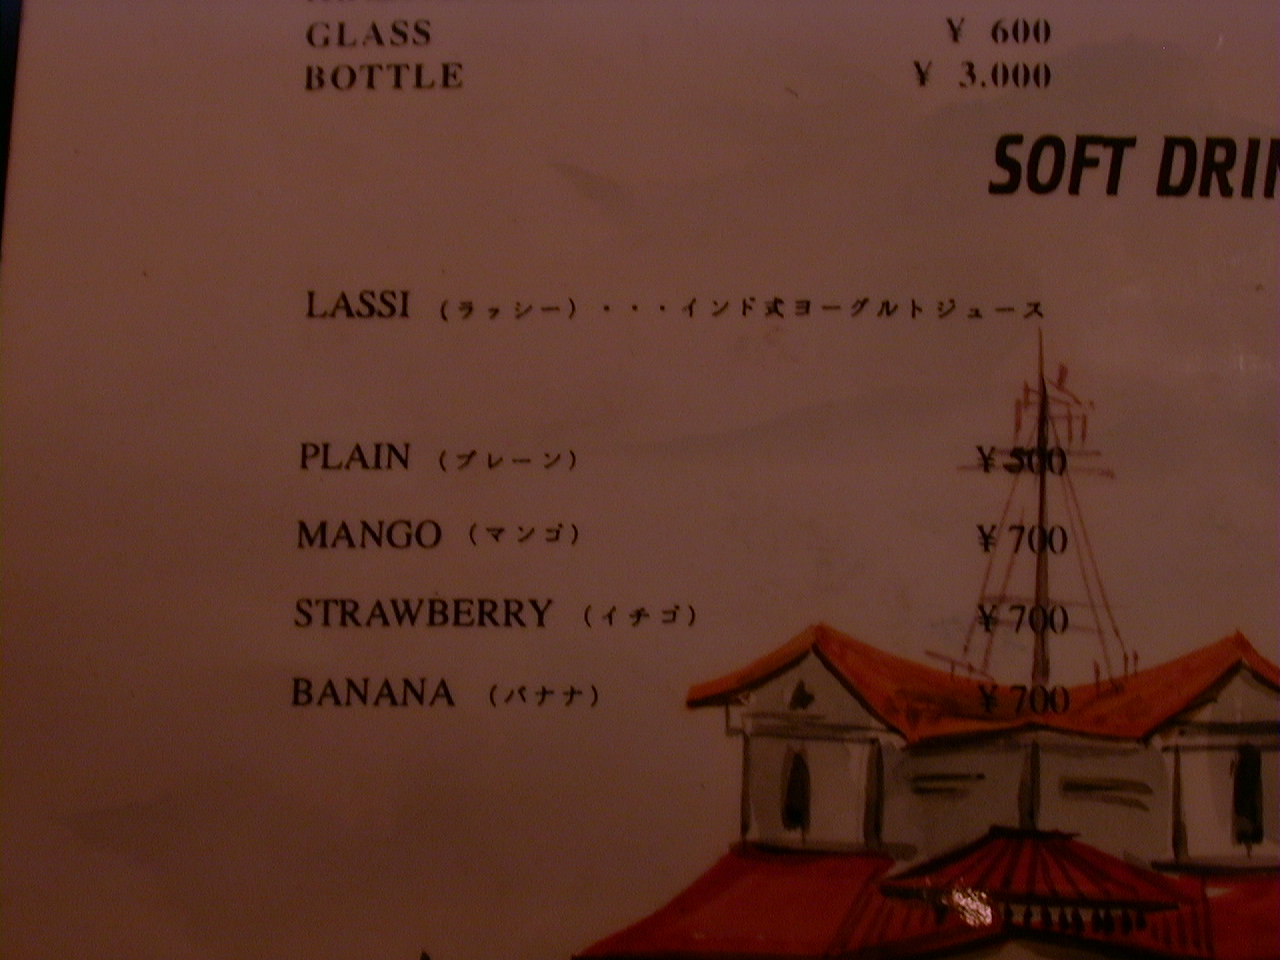 GLASS ¥ 600
BOTTLE ¥ 3.000
SOFT
LASSI (ラッシー)・・・インド式ヨーグルトジュース
PLAIN (プレーン) ¥500
MANGO (マンゴ) ¥700
STRAWBERRY (イチゴ) ¥700
BANANA (バナナ) ¥700